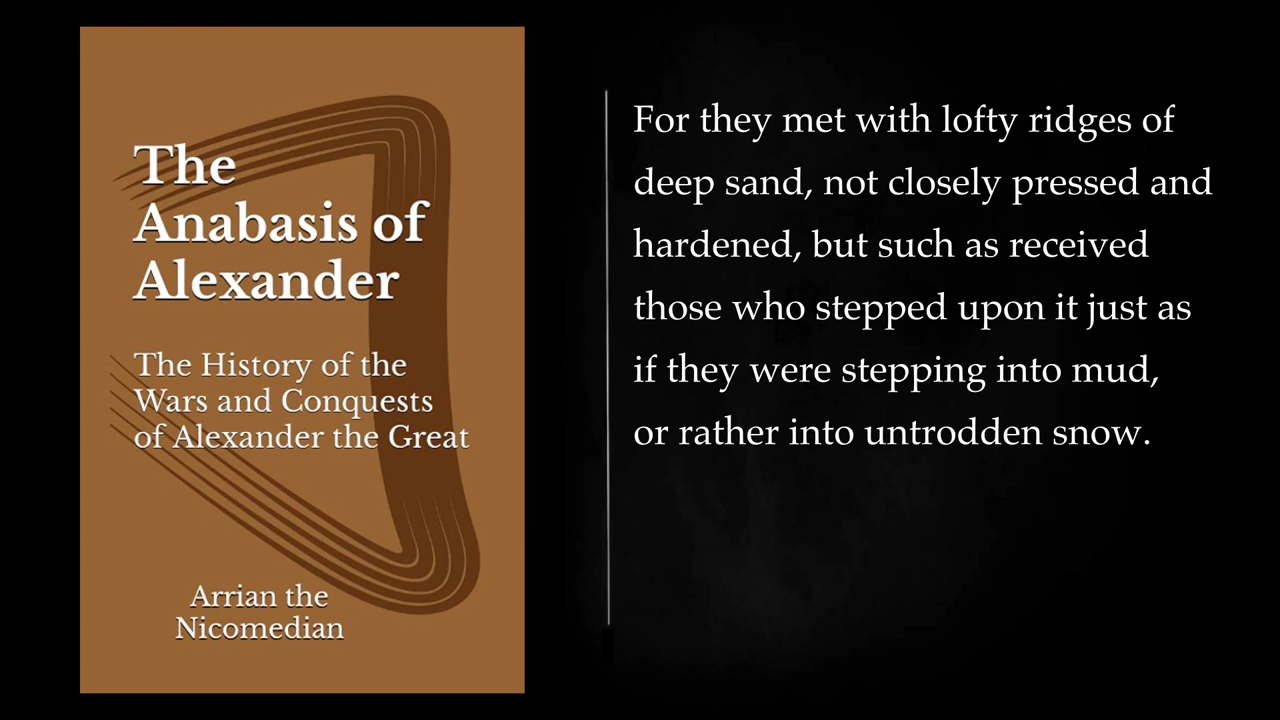 The
Anabasis of
Alexander
The History of the
Wars and Conquests
of Alexander the Great
Arrian the
Nicomedian
For they met with lofty ridges of
deep sand, not closely pressed and
hardened, but such as received
those who stepped upon it just as
if they were stepping into mud,
or rather into untrodden snow.